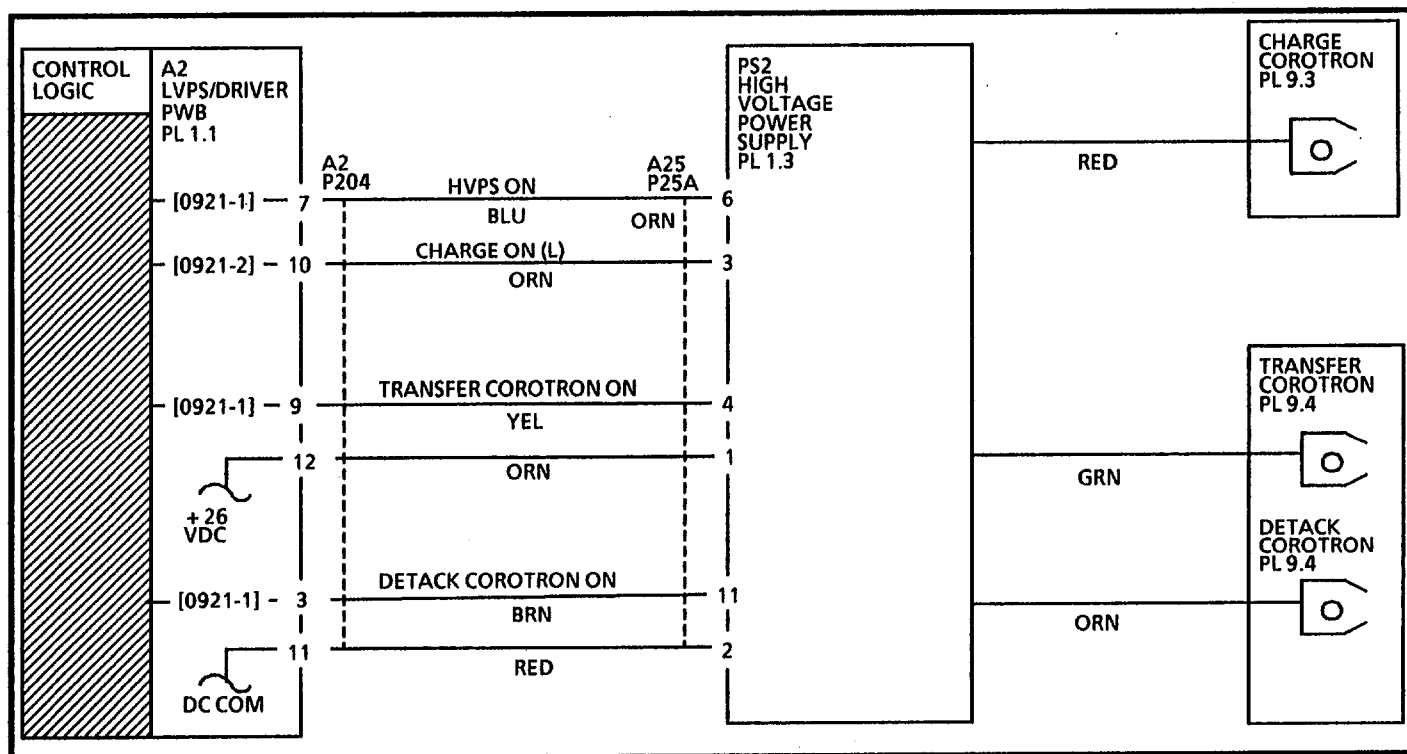 CONTROL
LOGIC
A2
LVPS/DRIVER
PWB
PL 1.1
A2
P204
A25
P25A
PS2
HIGH
VOLTAGE
POWER
SUPPLY
PL 1.3
CHARGE
COROTRON
PL 9.3
RED
[0921-1] 7 HVPS ON 6
BLU ORN
[0921-2] 10 CHARGE ON (L) 3
ORN
[0921-1] 9 TRANSFER COROTRON ON 4
YEL
12 1
ORN
+ 26
VDC
[0921-1] 3 DETACK COROTRON ON 11
BRN
11 2
RED
DC COM
TRANSFER
COROTRON
PL 9.4
GRN
DETACK
COROTRON
PL 9.4
ORN